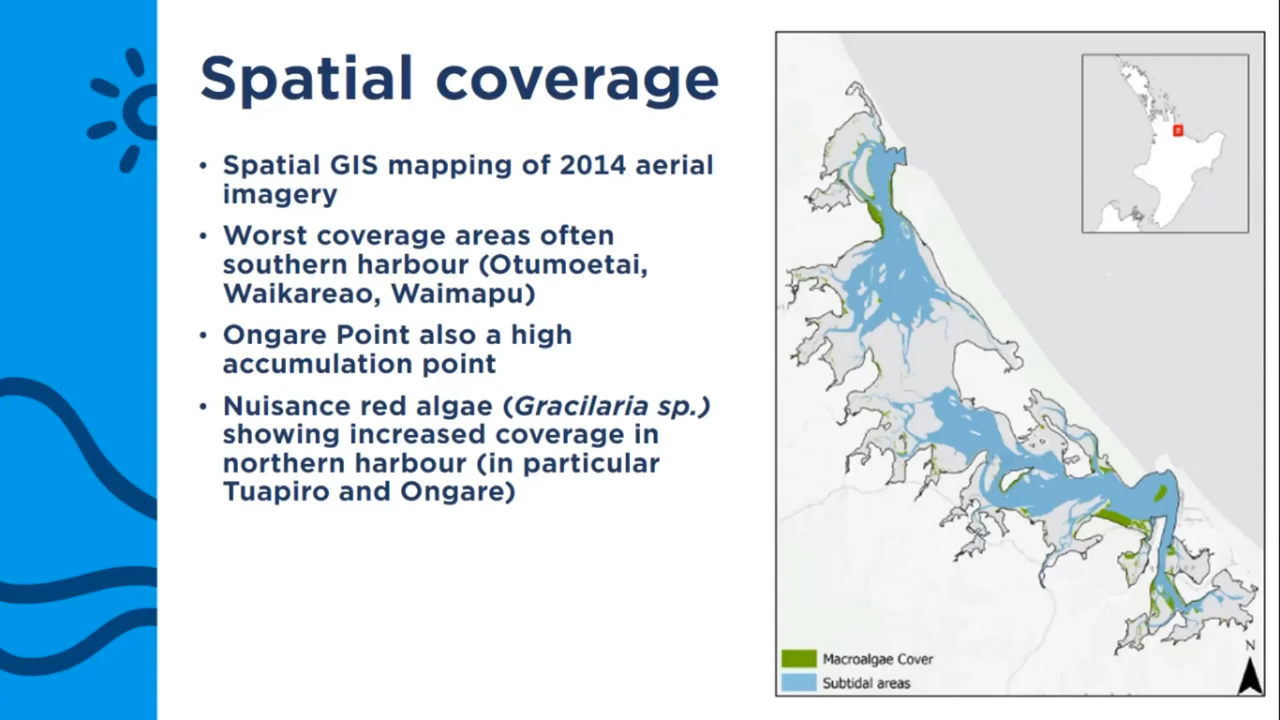 Spatial coverage
• Spatial GIS mapping of 2014 aerial
imagery
• Worst coverage areas often
southern harbour (Otumoetai,
Waikareao, Waimapu)
• Ongare Point also a high
accumulation point
• Nuisance red algae (Gracilaria sp.)
showing increased coverage in
northern harbour (in particular
Tuapiro and Ongare)
N
Macroalgae Cover
Subtidal areas